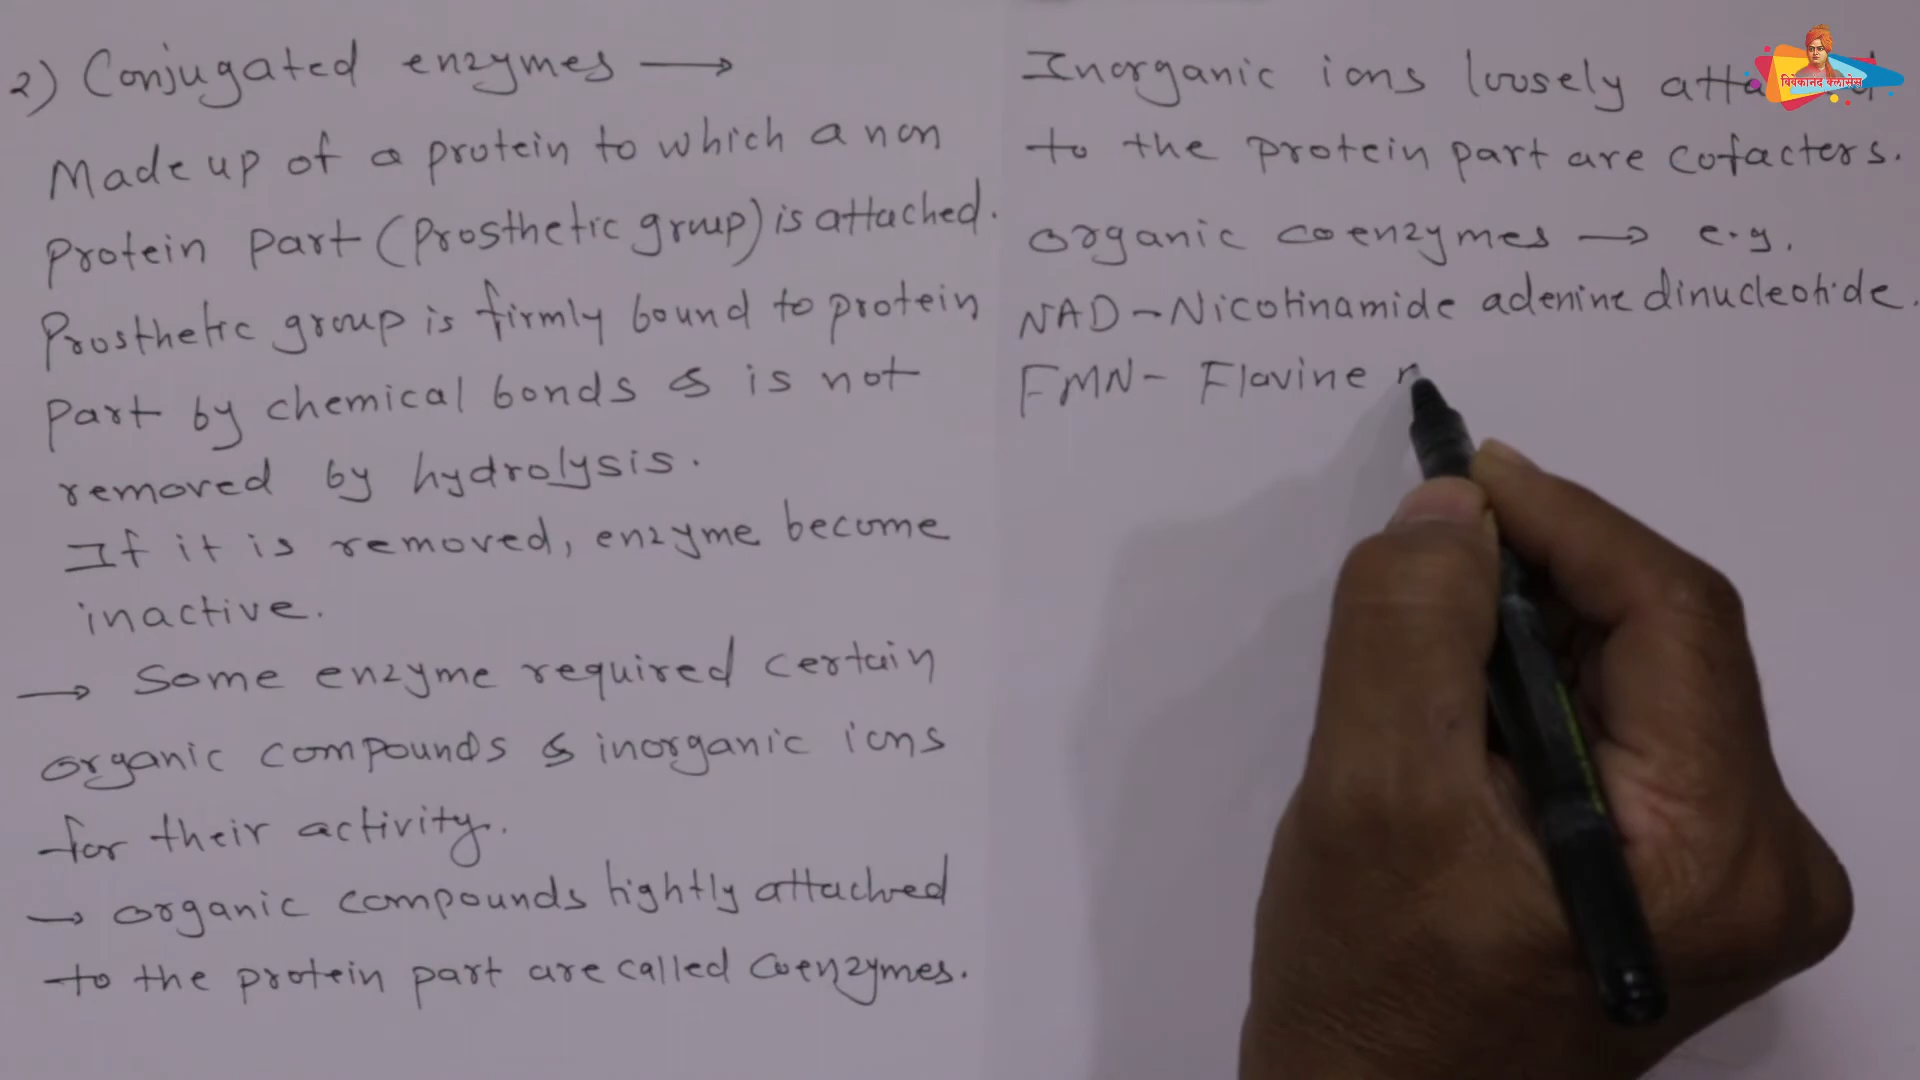 2) Conjugated enzymes →
Made up of a protein to which a non
protein part (Prosthetic group) is attached.
Prosthetic group is firmly bound to protein
part by chemical bonds & is not
removed by hydrolysis.
If it is removed, enzyme become
inactive.
→ Some enzyme required certain
organic compounds & inorganic ions
for their activity.
→ organic compounds tightly attached
to the protein part are called Coenzymes.
Inorganic ions loosely
to the protein part are cofacters.
organic coenzymes → e.g.
NAD - Nicotinamide adenine dinucleotide.
FMN - Flavine
विवेकानंद क्लासेस